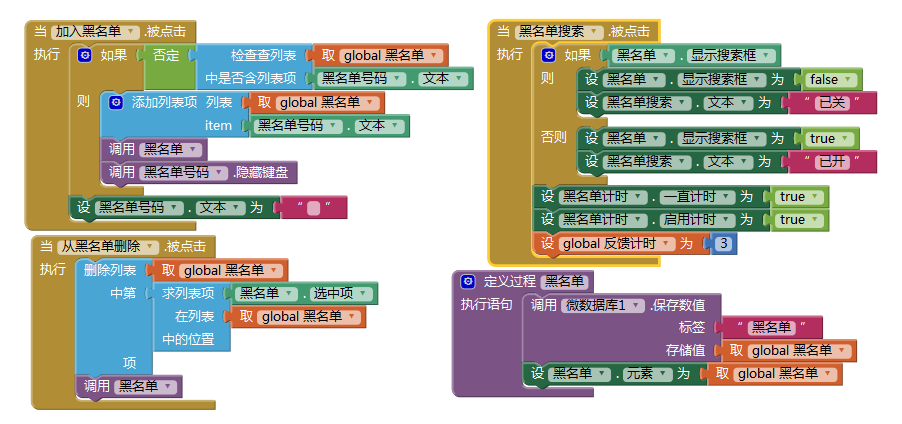 当 加入黑名单 .被点击
执行 如果 否定 检查查列表 取 global 黑名单
中是否含列表项 黑名单号码 . 文本
则 添加列表项 列表 取 global 黑名单
item 黑名单号码 . 文本
调用 黑名单
调用 黑名单号码 .隐藏键盘
设 黑名单号码 . 文本 为 “ ”
当 从黑名单删除 .被点击
执行 删除列表 取 global 黑名单
中第 求列表项 黑名单 . 选中项
在列表 取 global 黑名单
中的位置
项
调用 黑名单
当 黑名单搜索 .被点击
执行 如果 黑名单 . 显示搜索框
则 设 黑名单 . 显示搜索框 为 false
设 黑名单搜索 . 文本 为 “ 已关 ”
否则 设 黑名单 . 显示搜索框 为 true
设 黑名单搜索 . 文本 为 “ 已开 ”
设 黑名单计时 . 一直计时 为 true
设 黑名单计时 . 启用计时 为 true
设 global 反馈计时 为 3
定义过程 黑名单
执行语句 调用 微数据库1 .保存数值
标签 “ 黑名单 ”
存储值 取 global 黑名单
设 黑名单 . 元素 为 取 global 黑名单